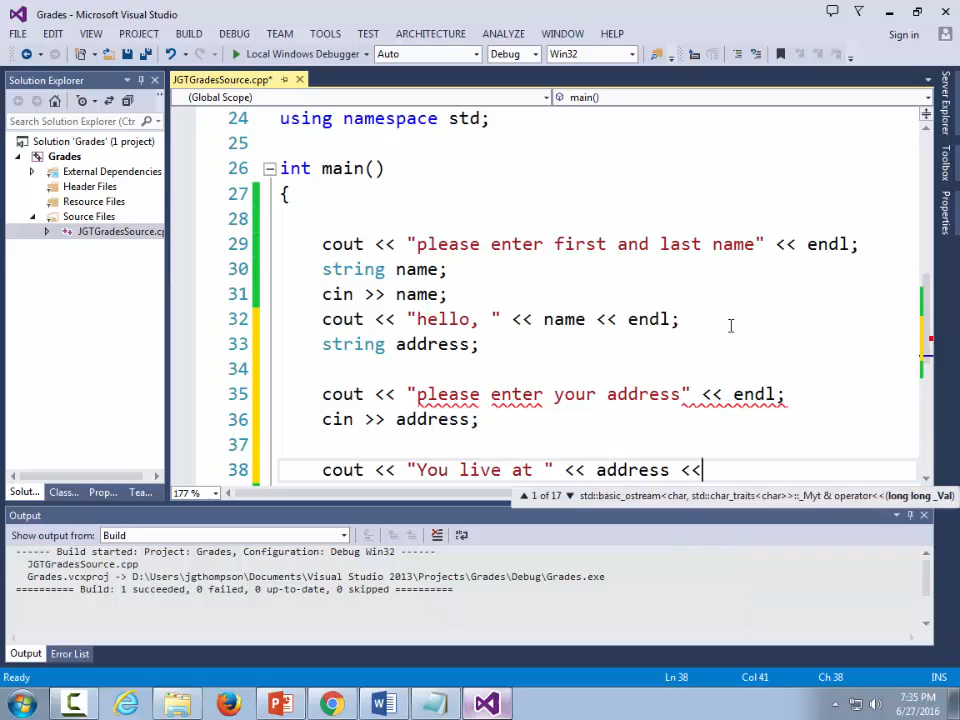 Grades - Microsoft Visual Studio
FILE EDIT VIEW PROJECT BUILD DEBUG TEAM TOOLS TEST ARCHITECTURE ANALYZE WINDOW HELP Sign in
Local Windows Debugger Auto Debug Win32
Solution Explorer
Search Solution Explorer (Ctr
Solution 'Grades' (1 project)
Grades
External Dependencies
Header Files
Resource Files
Source Files
JGTGradesSource.cp
Solut... Class... Prop... Tea...
JGTGradesSource.cpp*
(Global Scope) main()
24 using namespace std;
25
26 int main()
27 {
28
29 cout << "please enter first and last name" << endl;
30 string name;
31 cin >> name;
32 cout << "hello, " << name << endl;
33 string address;
34
35 cout << "please enter your address" << endl;
36 cin >> address;
37
38 cout << "You live at " << address <<
177 %
1 of 17 std::basic_ostream<char, std::char_traits<char>>::_Myt & operator<<(long long _Val)
Server Explorer
Toolbox
Properties
Output
Show output from: Build
------ Build started: Project: Grades, Configuration: Debug Win32 ------
JGTGradesSource.cpp
Grades.vcxproj -> D:\Users\jgthompson\Documents\Visual Studio 2013\Projects\Grades\Debug\Grades.exe
========== Build: 1 succeeded, 0 failed, 0 up-to-date, 0 skipped ==========
Output Error List
Ready Ln 38 Col 41 Ch 38 INS
7:35 PM
6/27/2016